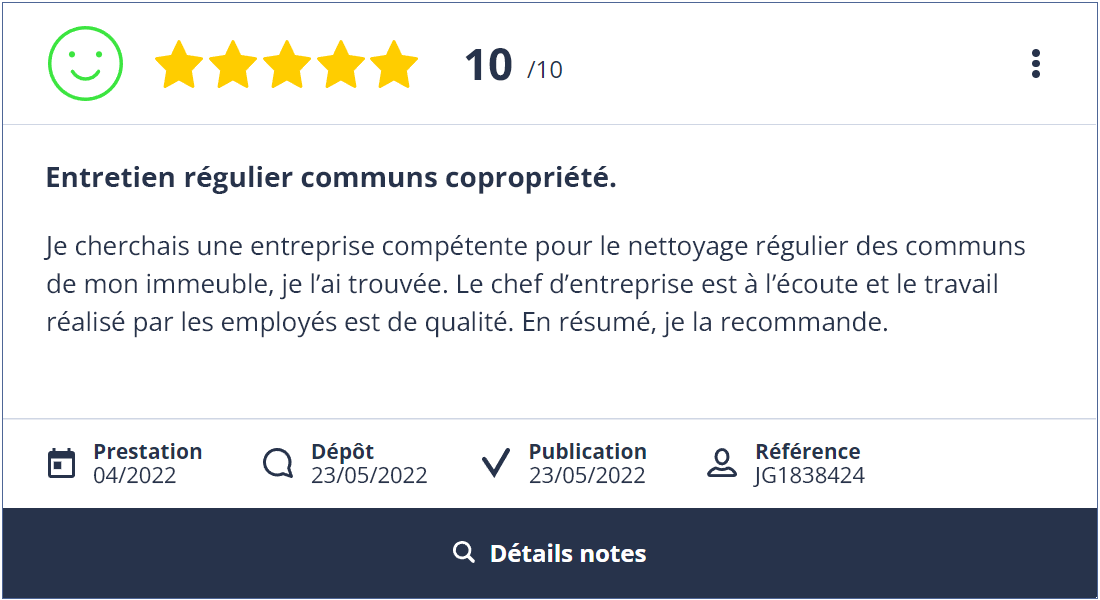 10 /10
Entretien régulier communs copropriété.
Je cherchais une entreprise compétente pour le nettoyage régulier des communs
de mon immeuble, je l’ai trouvée. Le chef d’entreprise est à l’écoute et le travail
réalisé par les employés est de qualité. En résumé, je la recommande.
Prestation
04/2022
Dépôt
23/05/2022
Publication
23/05/2022
Référence
JG1838424
Détails notes